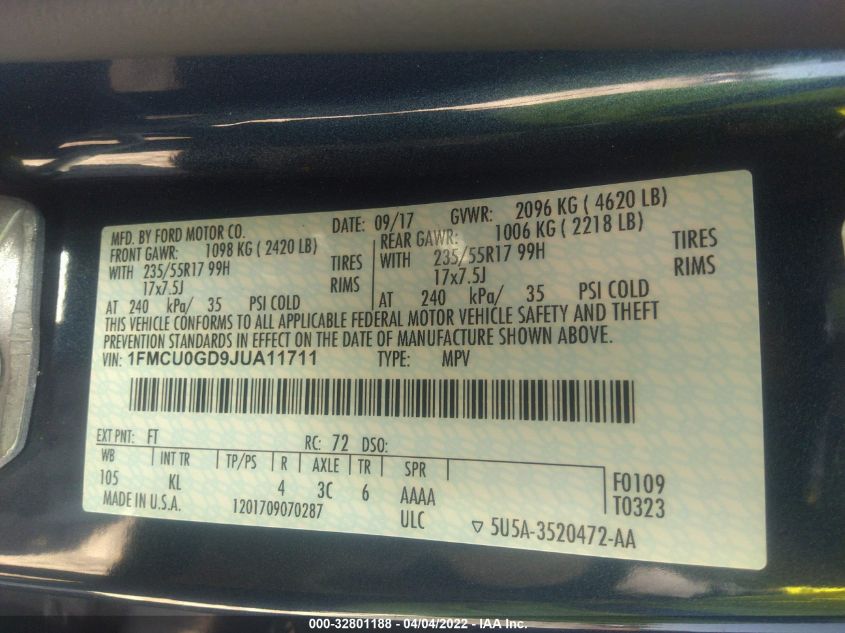 MFD. BY FORD MOTOR CO. DATE: 09/17 GVWR: 2096 KG ( 4620 LB)
FRONT GAWR: 1098 KG ( 2420 LB) REAR GAWR: 1006 KG ( 2218 LB)
WITH 235/55R17 99H TIRES WITH 235/55R17 99H TIRES
17x7.5J RIMS 17x7.5J RIMS
AT 240 kPa/ 35 PSI COLD AT 240 kPa/ 35 PSI COLD
THIS VEHICLE CONFORMS TO ALL APPLICABLE FEDERAL MOTOR VEHICLE SAFETY AND THEFT
PREVENTION STANDARDS IN EFFECT ON THE DATE OF MANUFACTURE SHOWN ABOVE.
VIN: 1FMCU0GD9JUA11711 TYPE: MPV
EXT PNT: FT RC: 72 DSO:
WB INT TR TP/PS R AXLE TR SPR F0109
105 KL 4 3C 6 AAAA T0323
MADE IN U.S.A. 1201709070287 ULC ▽ 5U5A-3520472-AA
000-32801188 - 04/04/2022 - IAA Inc.